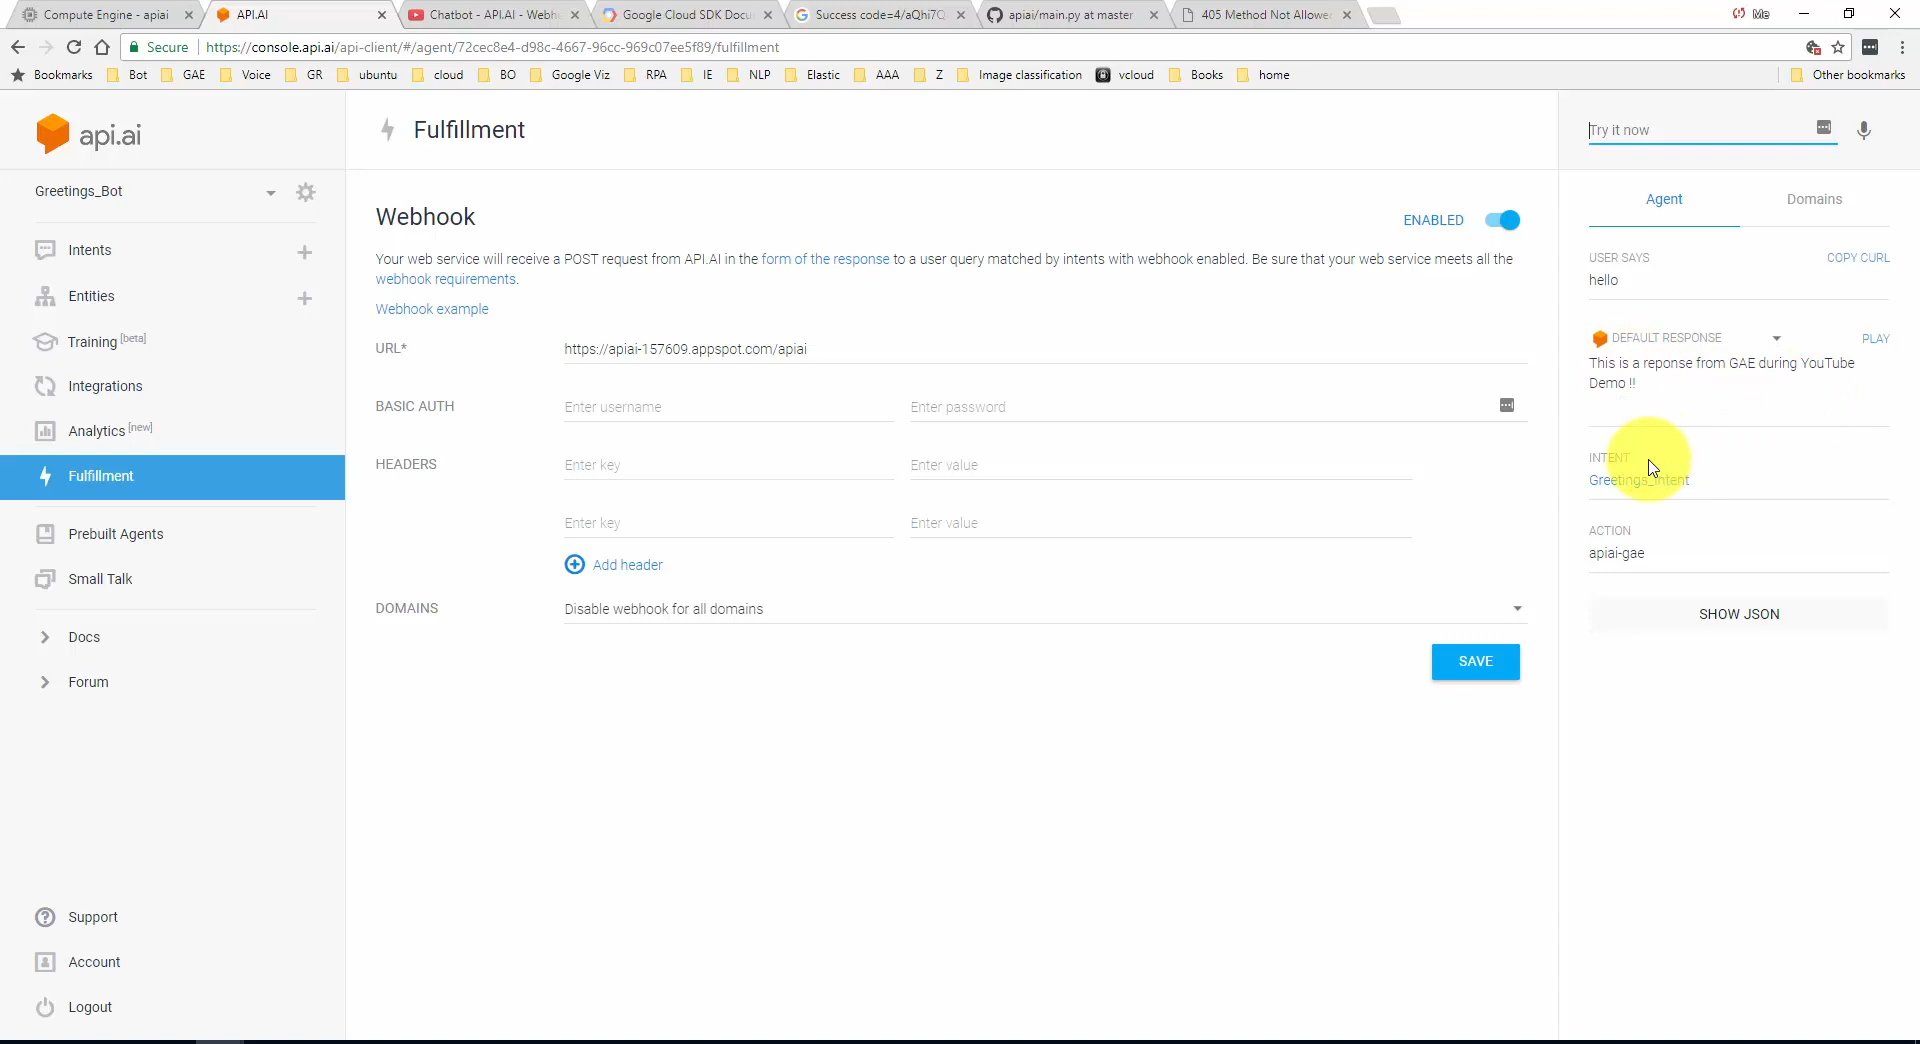 Compute Engine - apiai
API.AI
Chatbot - API.AI - Webh
Google Cloud SDK Docu
Success code=4/aQhi7Q
apiai/main.py at master
405 Method Not Allowe
Me
Secure
https://console.api.ai/api-client/#/agent/72cec8e4-d98c-4667-96cc-969c07ee5f89/fulfillment
Bookmarks
Bot
GAE
Voice
GR
ubuntu
cloud
BO
Google Viz
RPA
IE
NLP
Elastic
AAA
Z
Image classification
vcloud
Books
home
Other bookmarks
api.ai
Greetings_Bot
Intents
Entities
Training [beta]
Integrations
Analytics [new]
Fulfillment
Prebuilt Agents
Small Talk
Docs
Forum
Support
Account
Logout
Fulfillment
Webhook
ENABLED
Your web service will receive a POST request from API.AI in the form of the response to a user query matched by intents with webhook enabled. Be sure that your web service meets all the
webhook requirements.
Webhook example
URL*
https://apiai-157609.appspot.com/apiai
BASIC AUTH
Enter username
Enter password
HEADERS
Enter key
Enter value
Enter key
Enter value
Add header
DOMAINS
Disable webhook for all domains
SAVE
Try it now
Agent
Domains
USER SAYS
COPY CURL
hello
DEFAULT RESPONSE
PLAY
This is a reponse from GAE during YouTube
Demo !!
INTENT
Greetings_Intent
ACTION
apiai-gae
SHOW JSON